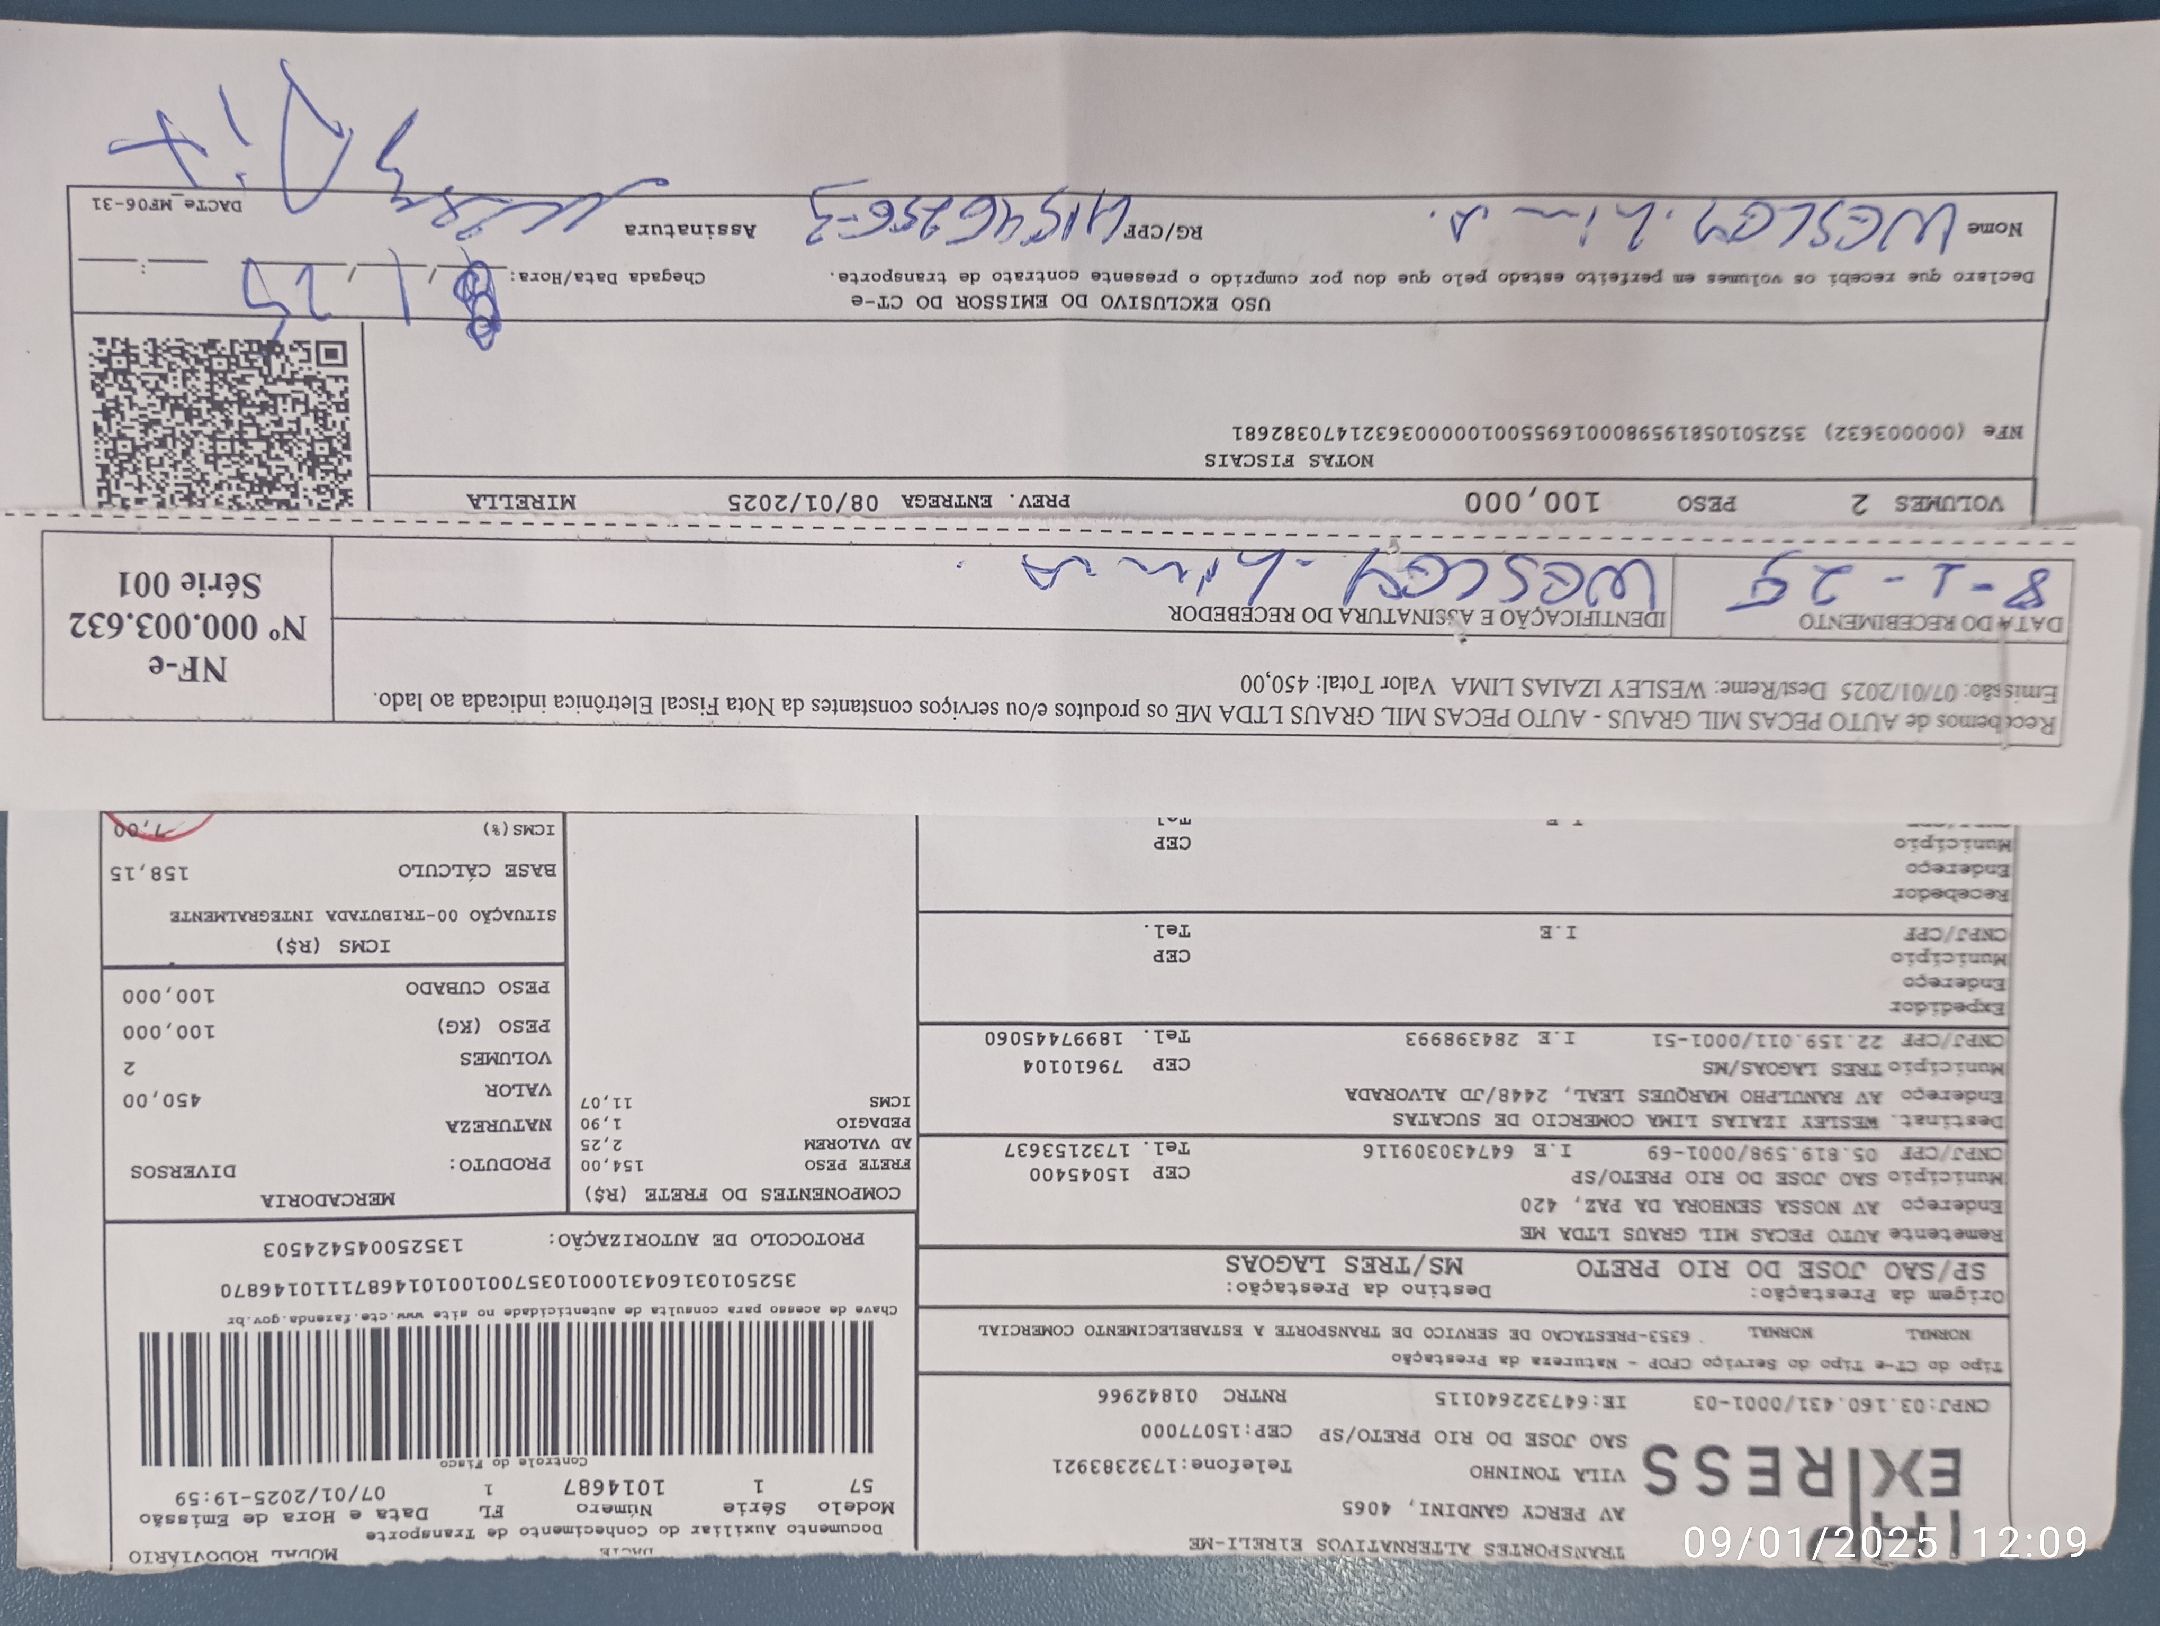 TRANSPORTES ALTERNATIVOS EIRELI-ME
AV PERCY GANDINI, 4065
VILA TONINHO Telefone:1732383921
SAO JOSE DO RIO PRETO/SP CEP:15077000
EXPRESS
CNPJ:03.160.431/0001-03 IE:647322640115 RNTRC 01842966
Tipo do CT-e Tipo do Serviço CFOP - Natureza da Prestação
NORMAL NORMAL 6353-PRESTACAO DE SERVICO DE TRANSPORTE A ESTABELECIMENTO COMERCIAL
Origem da Prestação: Destino da Prestação:
SP/SAO JOSE DO RIO PRETO MS/TRES LAGOAS
Remetente AUTO PECAS MIL GRAUS LTDA ME
Endereço AV NOSSA SENHORA DA PAZ, 420
Município SAO JOSE DO RIO PRETO/SP CEP 15045400
CNPJ/CPF 05.819.598/0001-69 I.E 647430309116 Tel. 1732153637
Destinat. WESLEY IZAIAS LIMA COMERCIO DE SUCATAS
Endereço AV RANULPHO MARQUES LEAL, 2448/JD ALVORADA
Município TRES LAGOAS/MS CEP 79610104
CNPJ/CPF 22.159.011/0001-51 I.E 284398993 Tel. 18997445060
Expedidor
Endereço
Município CEP
CNPJ/CPF I.E Tel.
Recebedor
Endereço
Município CEP
I.E Tel
DACTE MODAL RODOVIÁRIO
Documento Auxiliar do Conhecimento de Transporte
Modelo Série Número FL Data e Hora de Emissão
57 1 1014687 1 07/01/2025-19:59
Controle do Fisco
Chave de acesso para consulta de autenticidade no site www.cte.fazenda.gov.br
35250103160431000103570010010146871111014687​0
PROTOCOLO DE AUTORIZAÇÃO: 135250045424503
COMPONENTES DO FRETE (R$)
FRETE PESO 154,00
AD VALOREM 2,25
PEDAGIO 1,90
ICMS 11,07
MERCADORIA
PRODUTO: DIVERSOS
NATUREZA
VALOR 450,00
VOLUMES 2
PESO (KG) 100,000
PESO CUBADO 100,000
ICMS (R$)
SITUAÇÃO 00-TRIBUTADA INTEGRALMENTE
BASE CÁLCULO 158,15
ICMS(%) 7,00
Recebemos de AUTO PECAS MIL GRAUS - AUTO PECAS MIL GRAUS LTDA ME os produtos e/ou serviços constantes da Nota Fiscal Eletrônica indicada ao lado.
Emissão: 07/01/2025 Dest/Reme: WESLEY IZAIAS LIMA Valor Total: 450,00
DATA DO RECEBIMENTO IDENTIFICAÇÃO E ASSINATURA DO RECEBEDOR
8-1-25 WESLEY. Lima.
NF-e
Nº 000.003.632
Série 001
VOLUMES 2 PESO 100,000 PREV. ENTREGA 08/01/2025 MIRELLA
NOTAS FISCAIS
NFe (000003632) 35250105819598000169550010000036321470382681
USO EXCLUSIVO DO EMISSOR DO CT-e
Declaro que recebi os volumes em perfeito estado pelo que dou por cumprido o presente contrato de transporte. Chegada Data/Hora: 8/1/25
Nome WESLEY. Lima. RG/CPF Assinatura
DACTe MF06-31
09/01/2025 12:09